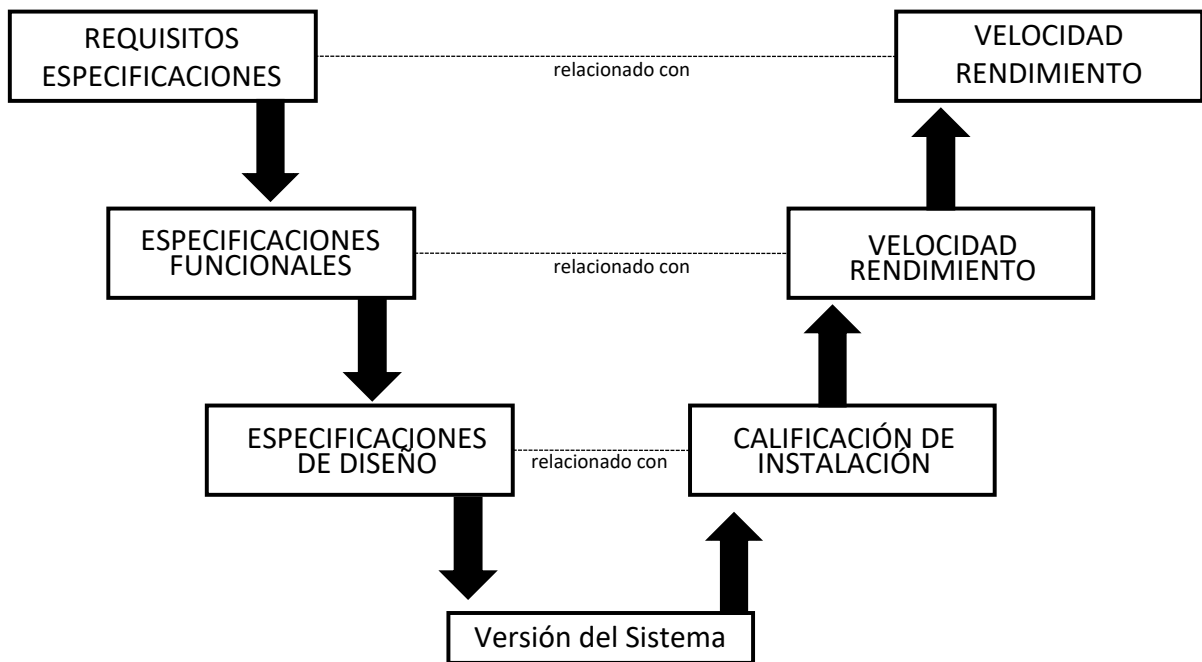 REQUISITOS
ESPECIFICACIONES
relacionado con
VELOCIDAD
RENDIMIENTO
ESPECIFICACIONES
FUNCIONALES
relacionado con
VELOCIDAD
RENDIMIENTO
ESPECIFICACIONES
DE DISEÑO
relacionado con
CALIFICACIÓN DE
INSTALACIÓN
Versión del Sistema